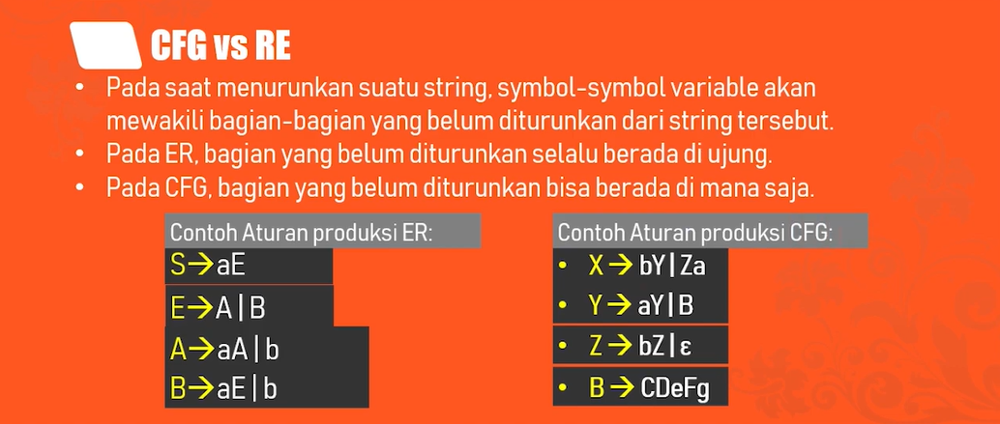 CFG vs RE
• Pada saat menurunkan suatu string, symbol-symbol variable akan
mewakili bagian-bagian yang belum diturunkan dari string tersebut.
• Pada ER, bagian yang belum diturunkan selalu berada di ujung.
• Pada CFG, bagian yang belum diturunkan bisa berada di mana saja.
Contoh Aturan produksi ER:
S→aE
E→A|B
A→aA|b
B→aE|b
Contoh Aturan produksi CFG:
• X→ bY|Za
• Y→ aY|B
• Z→ bZ|ε
• B→ CDeFg